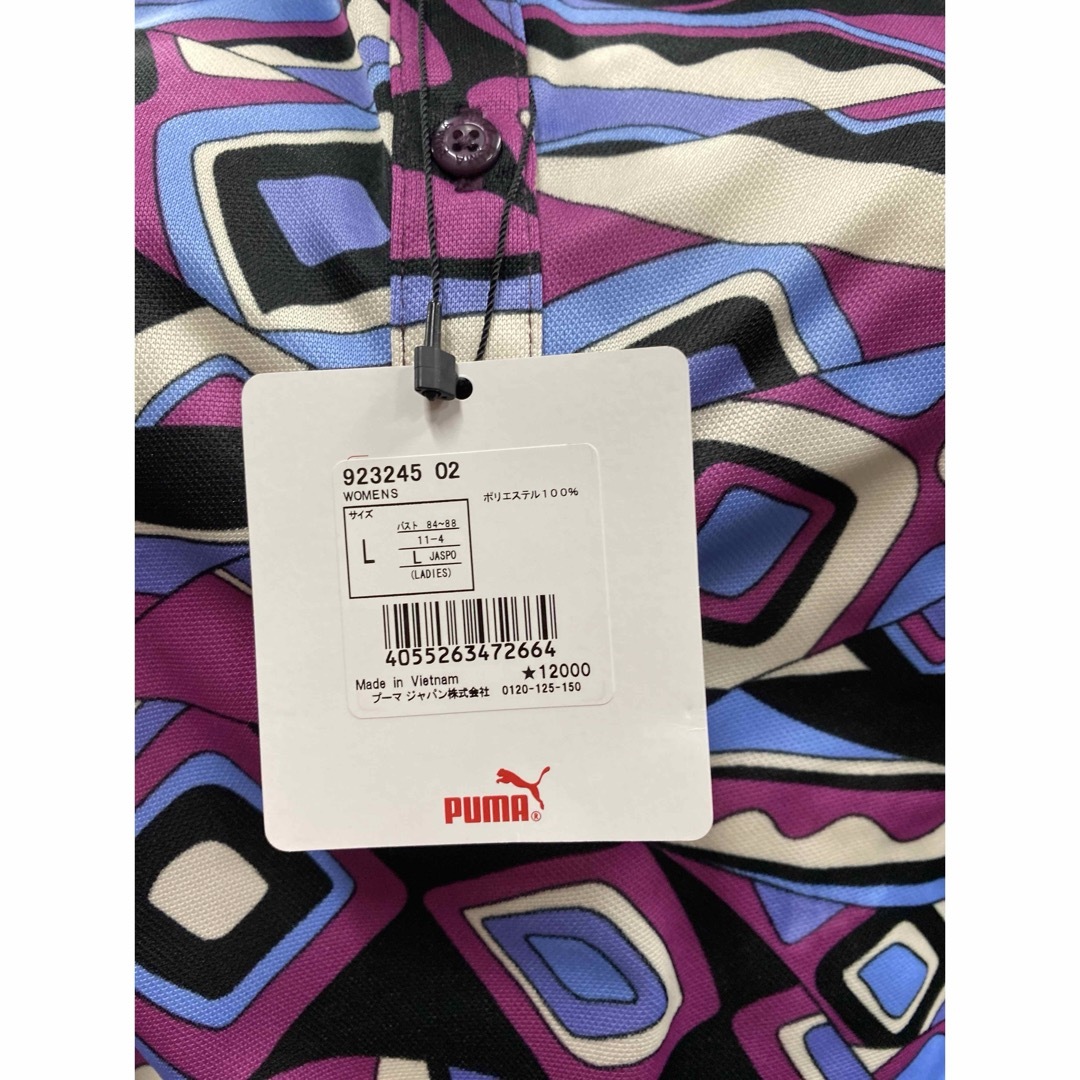 923245 02
WOMENS
ポリエステル100%
サイズ
L
バスト 84~88
11-4
L JASPO
(LADIES)
4055263472664
Made in Vietnam ★12000
プーマ ジャパン株式会社 0120-125-150
PUMA®